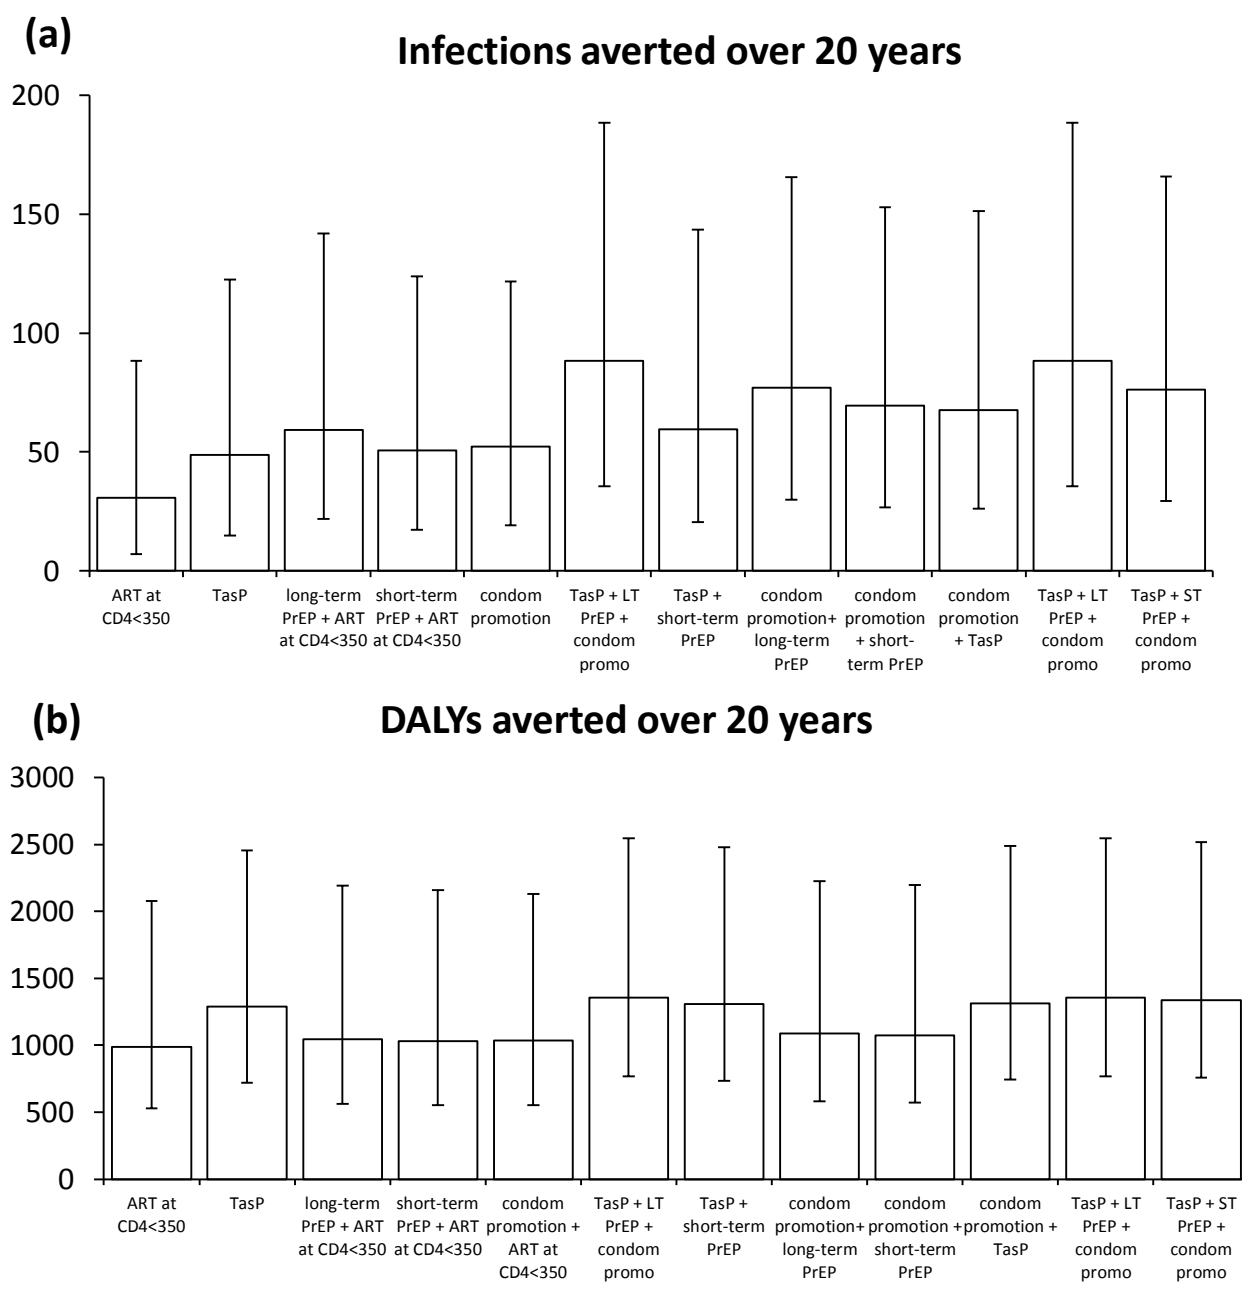 (a)
Infections averted over 20 years
200
150
100
50
0
ART at
CD4<350
TasP
long-term
PrEP + ART
at CD4<350
short-term
PrEP + ART
at CD4<350
condom
promotion
TasP + LT
PrEP +
condom
promo
TasP +
short-term
PrEP
condom
promotion+
long-term
PrEP
condom
promotion
+ short-
term PrEP
condom
promotion
+ TasP
TasP + LT
PrEP +
condom
promo
TasP + ST
PrEP +
condom
promo
(b)
DALYs averted over 20 years
3000
2500
2000
1500
1000
500
0
ART at
CD4<350
TasP
long-term
PrEP + ART
at CD4<350
short-term
PrEP + ART
at CD4<350
condom
promotion +
ART at
CD4<350
TasP + LT
PrEP +
condom
promo
TasP +
short-term
PrEP
condom
promotion+
long-term
PrEP
condom
promotion +
short-term
PrEP
condom
promotion +
TasP
TasP + LT
PrEP +
condom
promo
TasP + ST
PrEP +
condom
promo